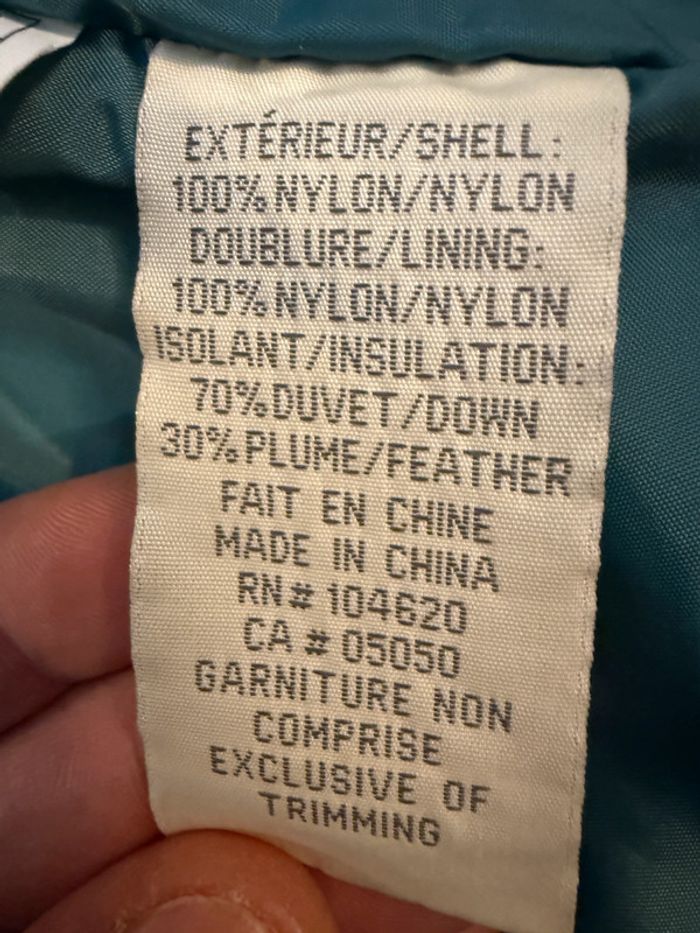 EXTÉRIEUR/SHELL:
100% NYLON/NYLON
DOUBLURE/LINING:
100% NYLON/NYLON
ISOLANT/INSULATION:
70% DUVET/DOWN
30% PLUME/FEATHER
FAIT EN CHINE
MADE IN CHINA
RN# 104620
CA # 05050
GARNITURE NON
COMPRISE
EXCLUSIVE OF
TRIMMING